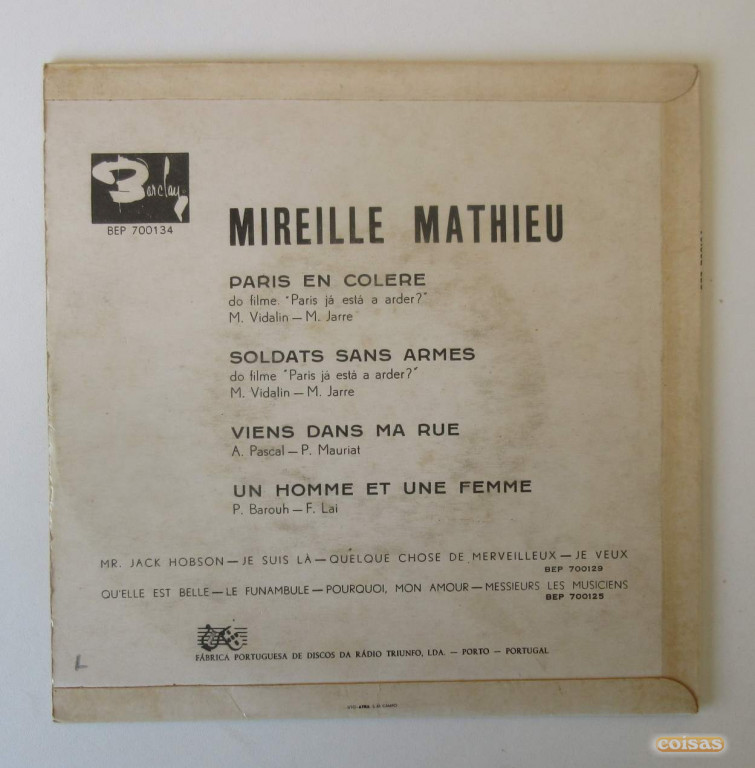 Barclay
BEP 700134
MIREILLE MATHIEU
PARIS EN COLERE
do filme "Paris já está a arder?"
M. Vidalin — M. Jarre
SOLDATS SANS ARMES
do filme "Paris já está a arder?"
M. Vidalin — M. Jarre
VIENS DANS MA RUE
A. Pascal — P. Mauriat
UN HOMME ET UNE FEMME
P. Barouh — F. Lai
MR. JACK HOBSON — JE SUIS LÀ — QUELQUE CHOSE DE MERVEILLEUX — JE VEUX
BEP 700129
QU'ELLE EST BELLE — LE FUNAMBULE — POURQUOI, MON AMOUR — MESSIEURS LES MUSICIENS
BEP 700125
FÁBRICA PORTUGUESA DE DISCOS DA RÁDIO TRIUNFO, LDA. — PORTO — PORTUGAL
L
coisas